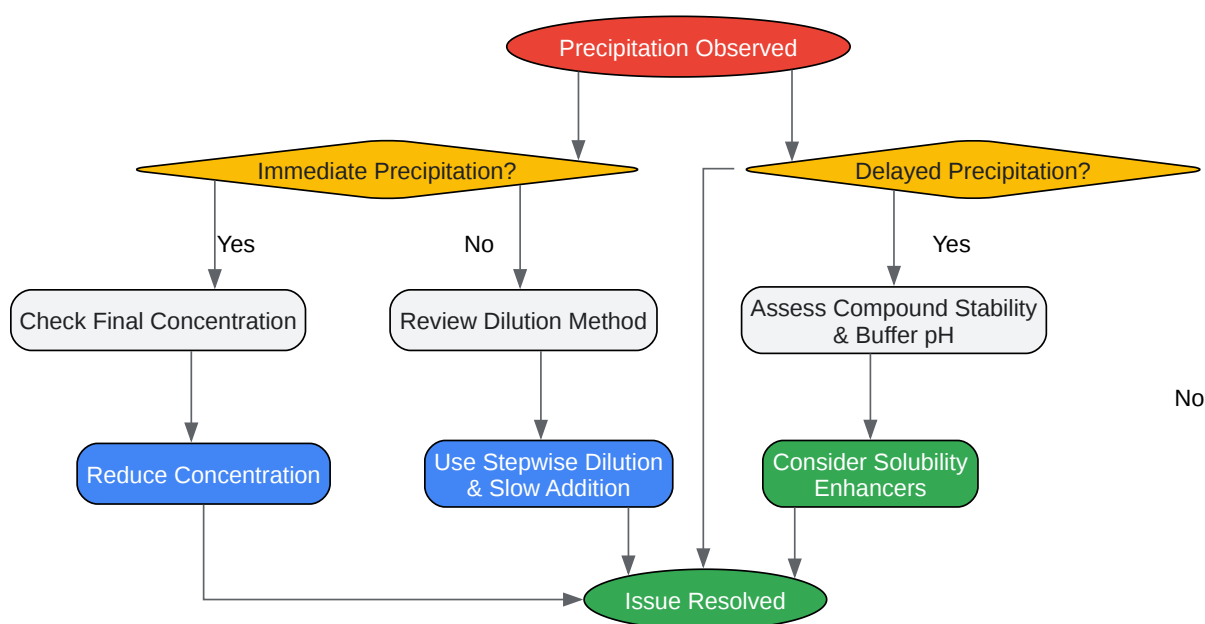 Precipitation Observed
Immediate Precipitation?
Delayed Precipitation?
Yes
No
Yes
Check Final Concentration
Review Dilution Method
Assess Compound Stability
& Buffer pH
No
Reduce Concentration
Use Stepwise Dilution
& Slow Addition
Consider Solubility
Enhancers
Issue Resolved